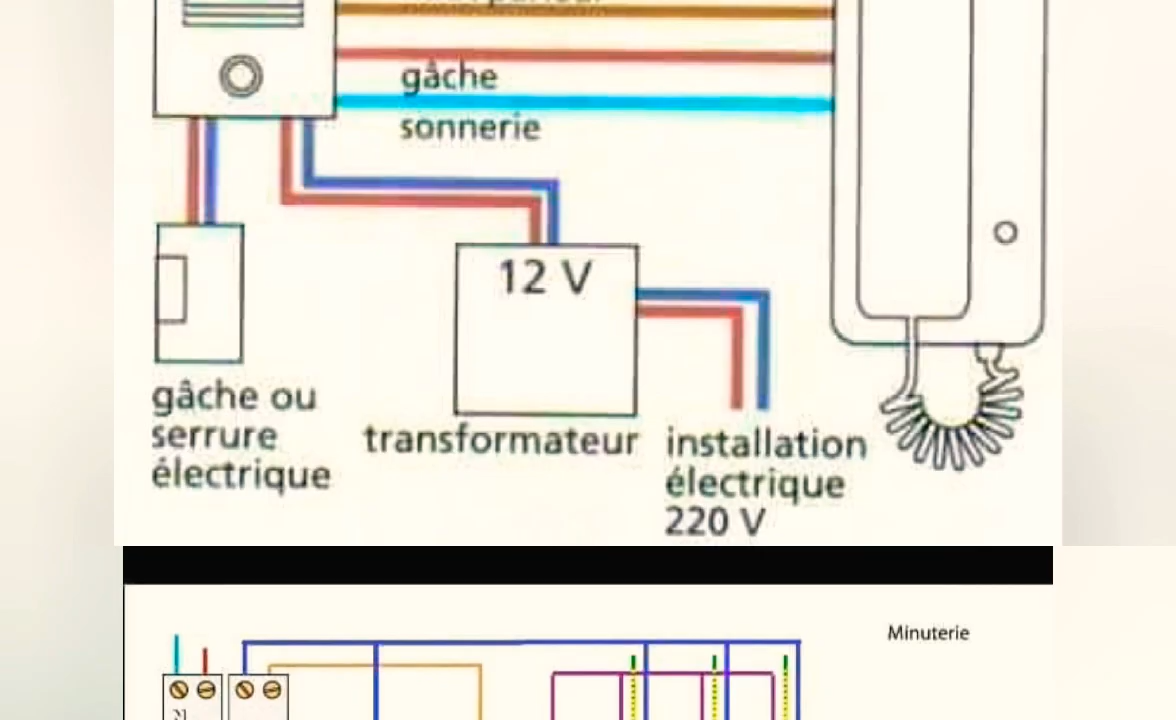 gâche
sonnerie
12 V
gâche ou
serrure
électrique
transformateur
installation
électrique
220 V
Minuterie